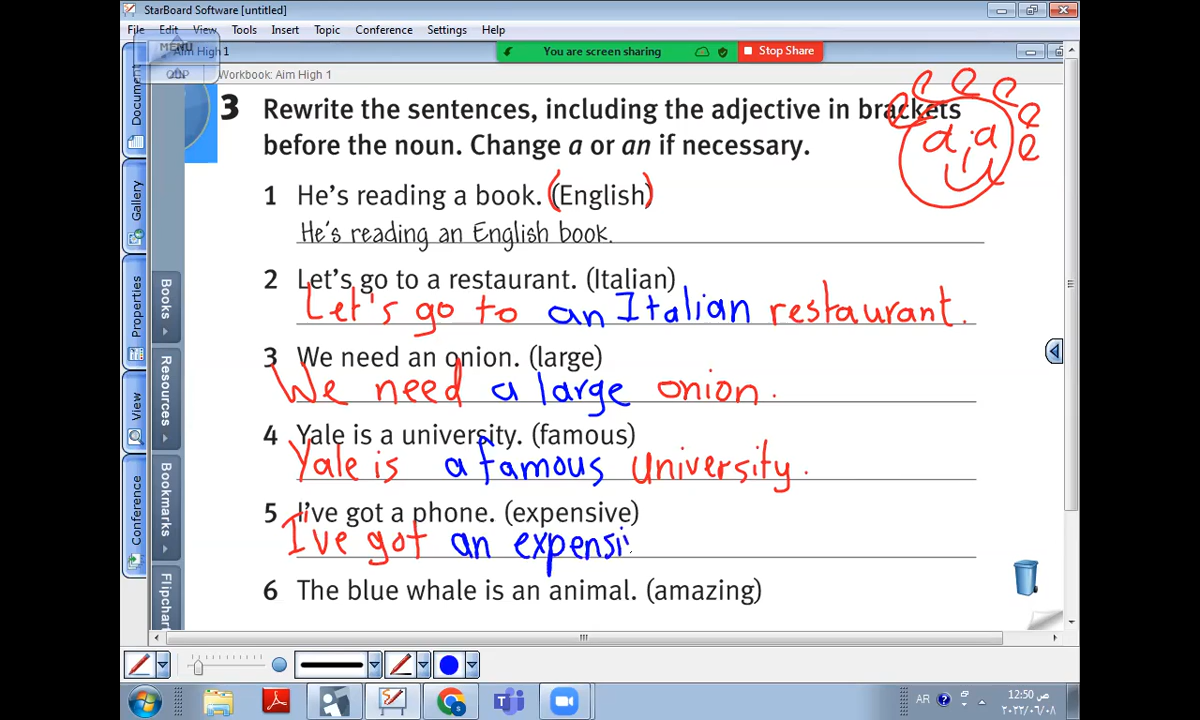 StarBoard Software [untitled]
File Edit View Tools Insert Topic Conference Settings Help
MENU
Aim High 1
You are screen sharing
Stop Share
Workbook: Aim High 1
Document
Gallery
Properties
View
Conference
Books
Resources
Bookmarks
Flipchart
3 Rewrite the sentences, including the adjective in brackets
before the noun. Change a or an if necessary.
1 He's reading a book. (English)
He's reading an English book.
2 Let's go to a restaurant. (Italian)
Let's go to an Italian restaurant.
3 We need an onion. (large)
We need a large onion.
4 Yale is a university. (famous)
Yale is a famous university.
5 I've got a phone. (expensive)
I've got an expensi
6 The blue whale is an animal. (amazing)
AR
12:50 ص
٢٠٢٢/٠٦/٠٨